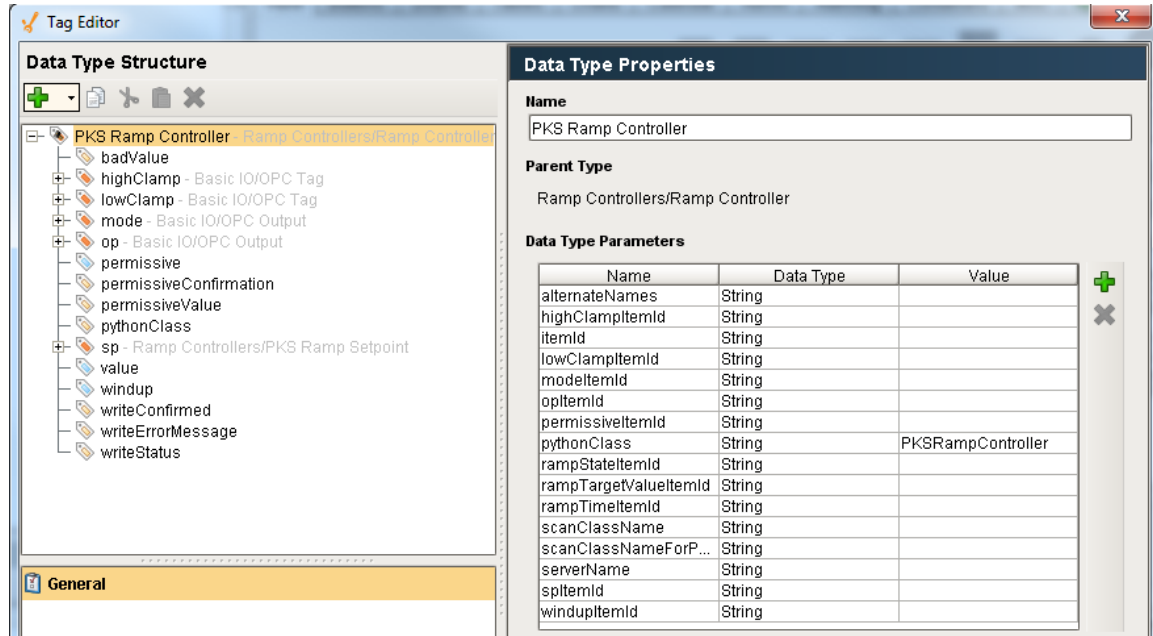 Tag Editor
Data Type Structure
PKS Ramp Controller - Ramp Controllers/Ramp Controller
badValue
highClamp - Basic IO/OPC Tag
lowClamp - Basic IO/OPC Tag
mode - Basic IO/OPC Output
op - Basic IO/OPC Output
permissive
permissiveConfirmation
permissiveValue
pythonClass
sp - Ramp Controllers/PKS Ramp Setpoint
value
windup
writeConfirmed
writeErrorMessage
writeStatus
General
Data Type Properties
Name
PKS Ramp Controller
Parent Type
Ramp Controllers/Ramp Controller
Data Type Parameters
Name Data Type Value
alternateNames String
highClampItemId String
itemId String
lowClampItemId String
modeItemId String
opItemId String
permissiveItemId String
pythonClass String PKSRampController
rampStateItemId String
rampTargetValueItemId String
rampTimeItemId String
scanClassName String
scanClassNameForP... String
serverName String
spItemId String
windupItemId String